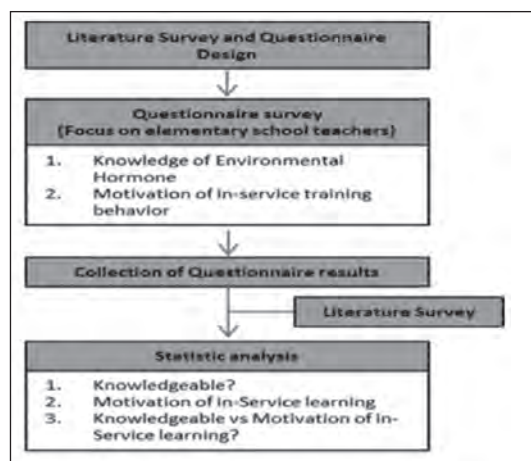 Literature Survey and Questionnaire
Design
Questionnaire survey
(Focus on elementary school teachers)
1. Knowledge of Environmental
Hormone
2. Motivation of in-service training
behavior
Collection of Questionnaire results
Literature Survey
Statistic analysis
1. Knowledgeable?
2. Motivation of in-Service learning
3. Knowledgeable vs Motivation of in-
Service learning?